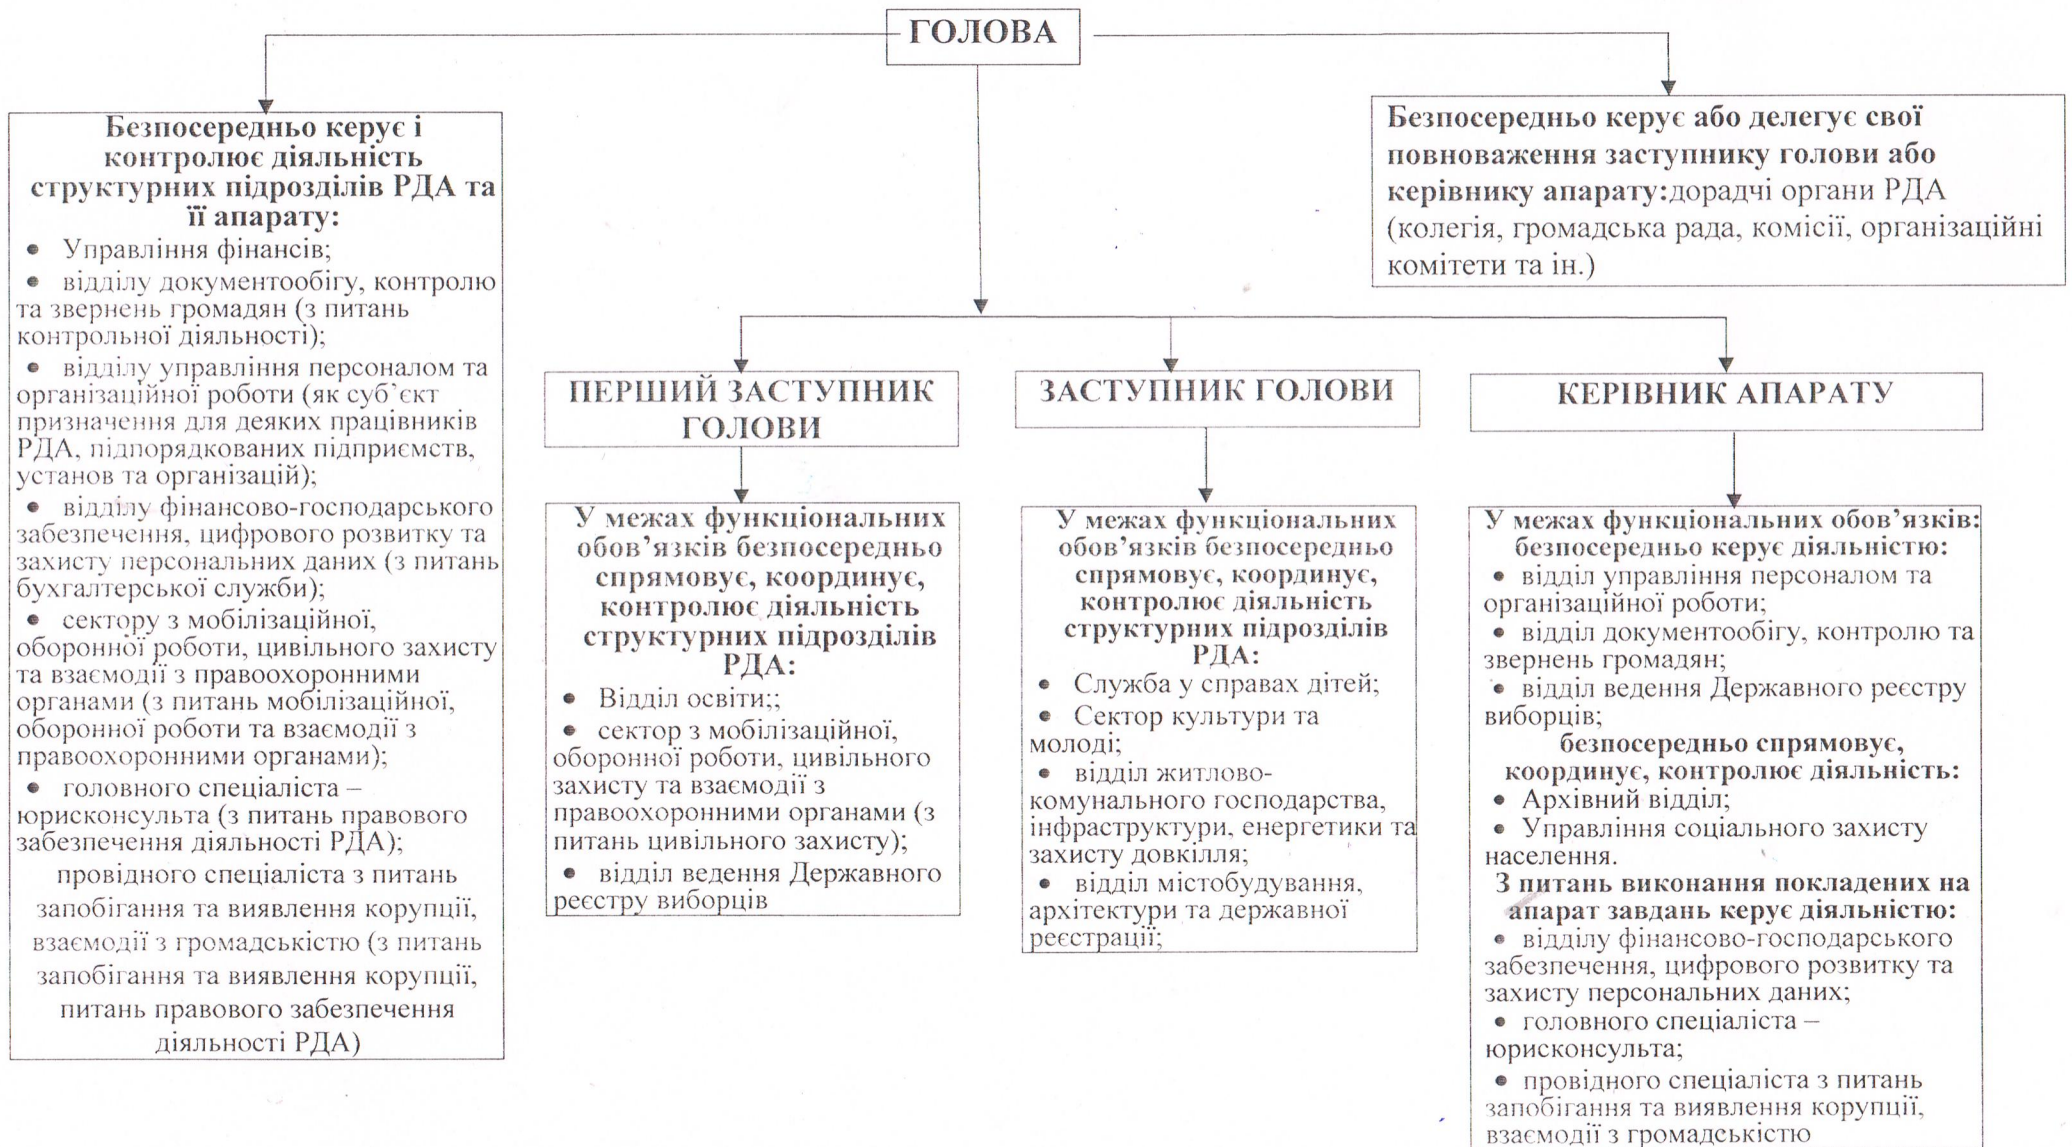 ГОЛОВА
Безпосередньо керує і
контролює діяльність
структурних підрозділів РДА та
її апарату:
• Управління фінансів;
• відділу документообігу, контролю
та звернень громадян (з питань
контрольної діяльності);
• відділу управління персоналом та
організаційної роботи (як суб’єкт
призначення для деяких працівників
РДА, підпорядкованих підприємств,
установ та організацій);
• відділу фінансово-господарського
забезпечення, цифрового розвитку та
захисту персональних даних (з питань
бухгалтерської служби);
• сектору з мобілізаційної,
оборонної роботи, цивільного захисту
та взаємодії з правоохоронними
органами (з питань мобілізаційної,
оборонної роботи та взаємодії з
правоохоронними органами);
• головного спеціаліста –
юрисконсульта (з питань правового
забезпечення діяльності РДА);
провідного спеціаліста з питань
запобігання та виявлення корупції,
взаємодії з громадськістю (з питань
запобігання та виявлення корупції,
питань правового забезпечення
діяльності РДА)
Безпосередньо керує або делегує свої
повноваження заступнику голови або
керівнику апарату:дорадчі органи РДА
(колегія, громадська рада, комісії, організаційні
комітети та ін.)
ПЕРШИЙ ЗАСТУПНИК
ГОЛОВИ
У межах функціональних
обов’язків безпосередньо
спрямовує, координує,
контролює діяльність
структурних підрозділів
РДА:
• Відділ освіти;;
• сектор з мобілізаційної,
оборонної роботи, цивільного
захисту та взаємодії з
правоохоронними органами (з
питань цивільного захисту);
• відділ ведення Державного
реєстру виборців
ЗАСТУПНИК ГОЛОВИ
У межах функціональних
обов’язків безпосередньо
спрямовує, координує,
контролює діяльність
структурних підрозділів
РДА:
• Служба у справах дітей;
• Сектор культури та
молоді;
• відділ житлово-
комунального господарства,
інфраструктури, енергетики та
захисту довкілля;
• відділ містобудування,
архітектури та державної
реєстрації;
КЕРІВНИК АПАРАТУ
У межах функціональних обов’язків:
безпосередньо керує діяльністю:
• відділ управління персоналом та
організаційної роботи;
• відділ документообігу, контролю та
звернень громадян;
• відділ ведення Державного реєстру
виборців;
безпосередньо спрямовує,
координує, контролює діяльність:
• Архівний відділ;
• Управління соціального захисту
населення.
З питань виконання покладених на
апарат завдань керує діяльністю:
• відділу фінансово-господарського
забезпечення, цифрового розвитку та
захисту персональних даних;
• головного спеціаліста –
юрисконсульта;
• провідного спеціаліста з питань
запобігання та виявлення корупції,
взаємодії з громадськістю